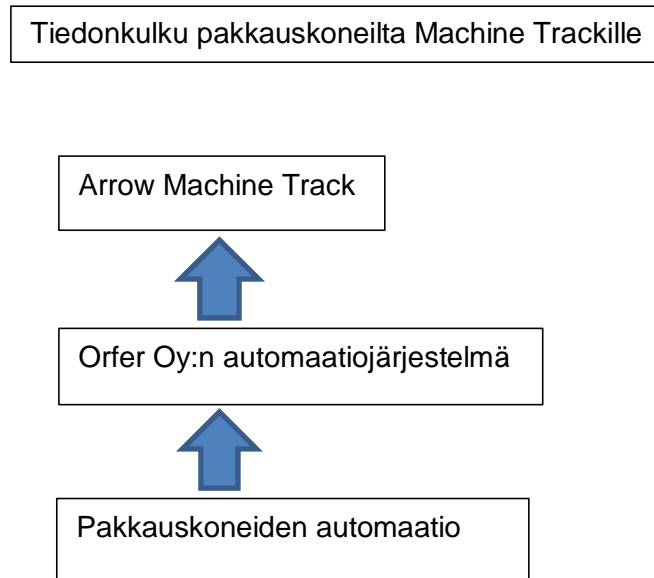 Tiedonkulku pakkauskoneilta Machine Trackille
Arrow Machine Track
Orfer Oy:n automaatiojärjestelmä
Pakkauskoneiden automaatio